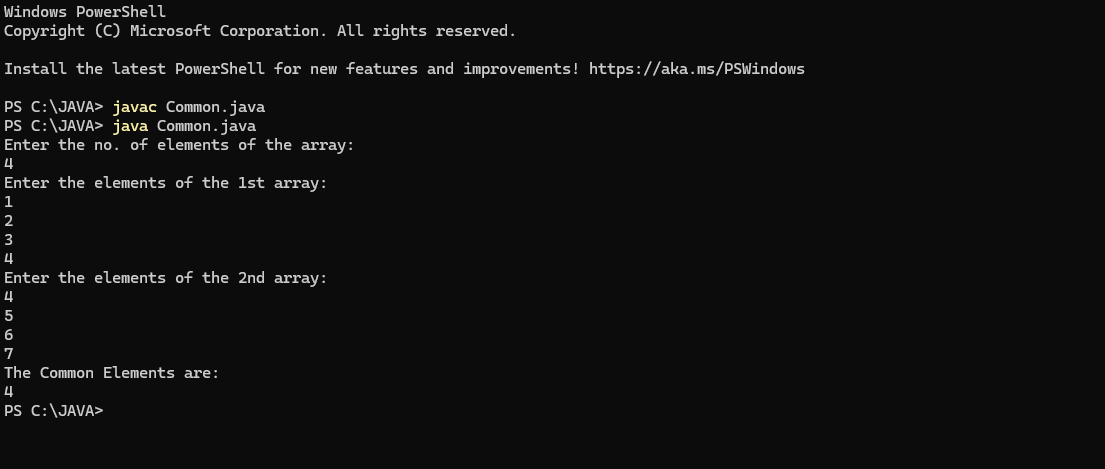 Windows PowerShell
Copyright (C) Microsoft Corporation. All rights reserved.
Install the latest PowerShell for new features and improvements! https://aka.ms/PSWindows
PS C:\JAVA> javac Common.java
PS C:\JAVA> java Common.java
Enter the no. of elements of the array:
4
Enter the elements of the 1st array:
1
2
3
4
Enter the elements of the 2nd array:
4
5
6
7
The Common Elements are:
4
PS C:\JAVA>